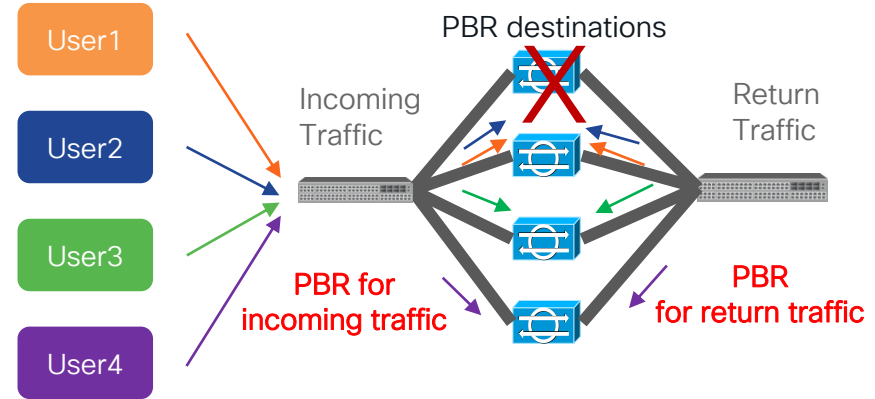 User1
User2
User3
User4
Incoming
Traffic
PBR destinations
Return
Traffic
PBR for
incoming traffic
PBR
for return traffic